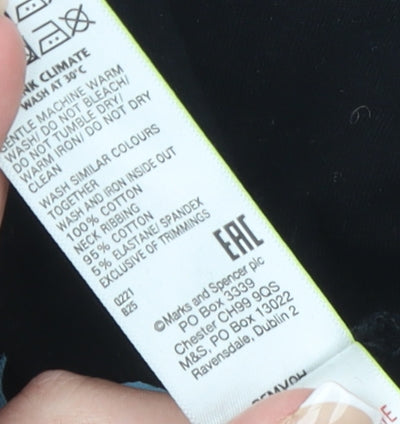 NK CLIMATE
WASH AT 30°C
GENTLE MACHINE WARM
WASH/ DO NOT BLEACH/
DO NOT TUMBLE DRY/
WARM IRON/ DO NOT DRY
CLEAN
WASH SIMILAR COLOURS
TOGETHER
WASH AND IRON INSIDE OUT
100% COTTON
NECK RIBBING
95% COTTON
5% ELASTANE/ SPANDEX
EXCLUSIVE OF TRIMMINGS
EAC
0221
B25
©Marks and Spencer plc
PO Box 3339
Chester CH99 9QS
M&S, PO Box 13022
Ravensdale, Dublin 2